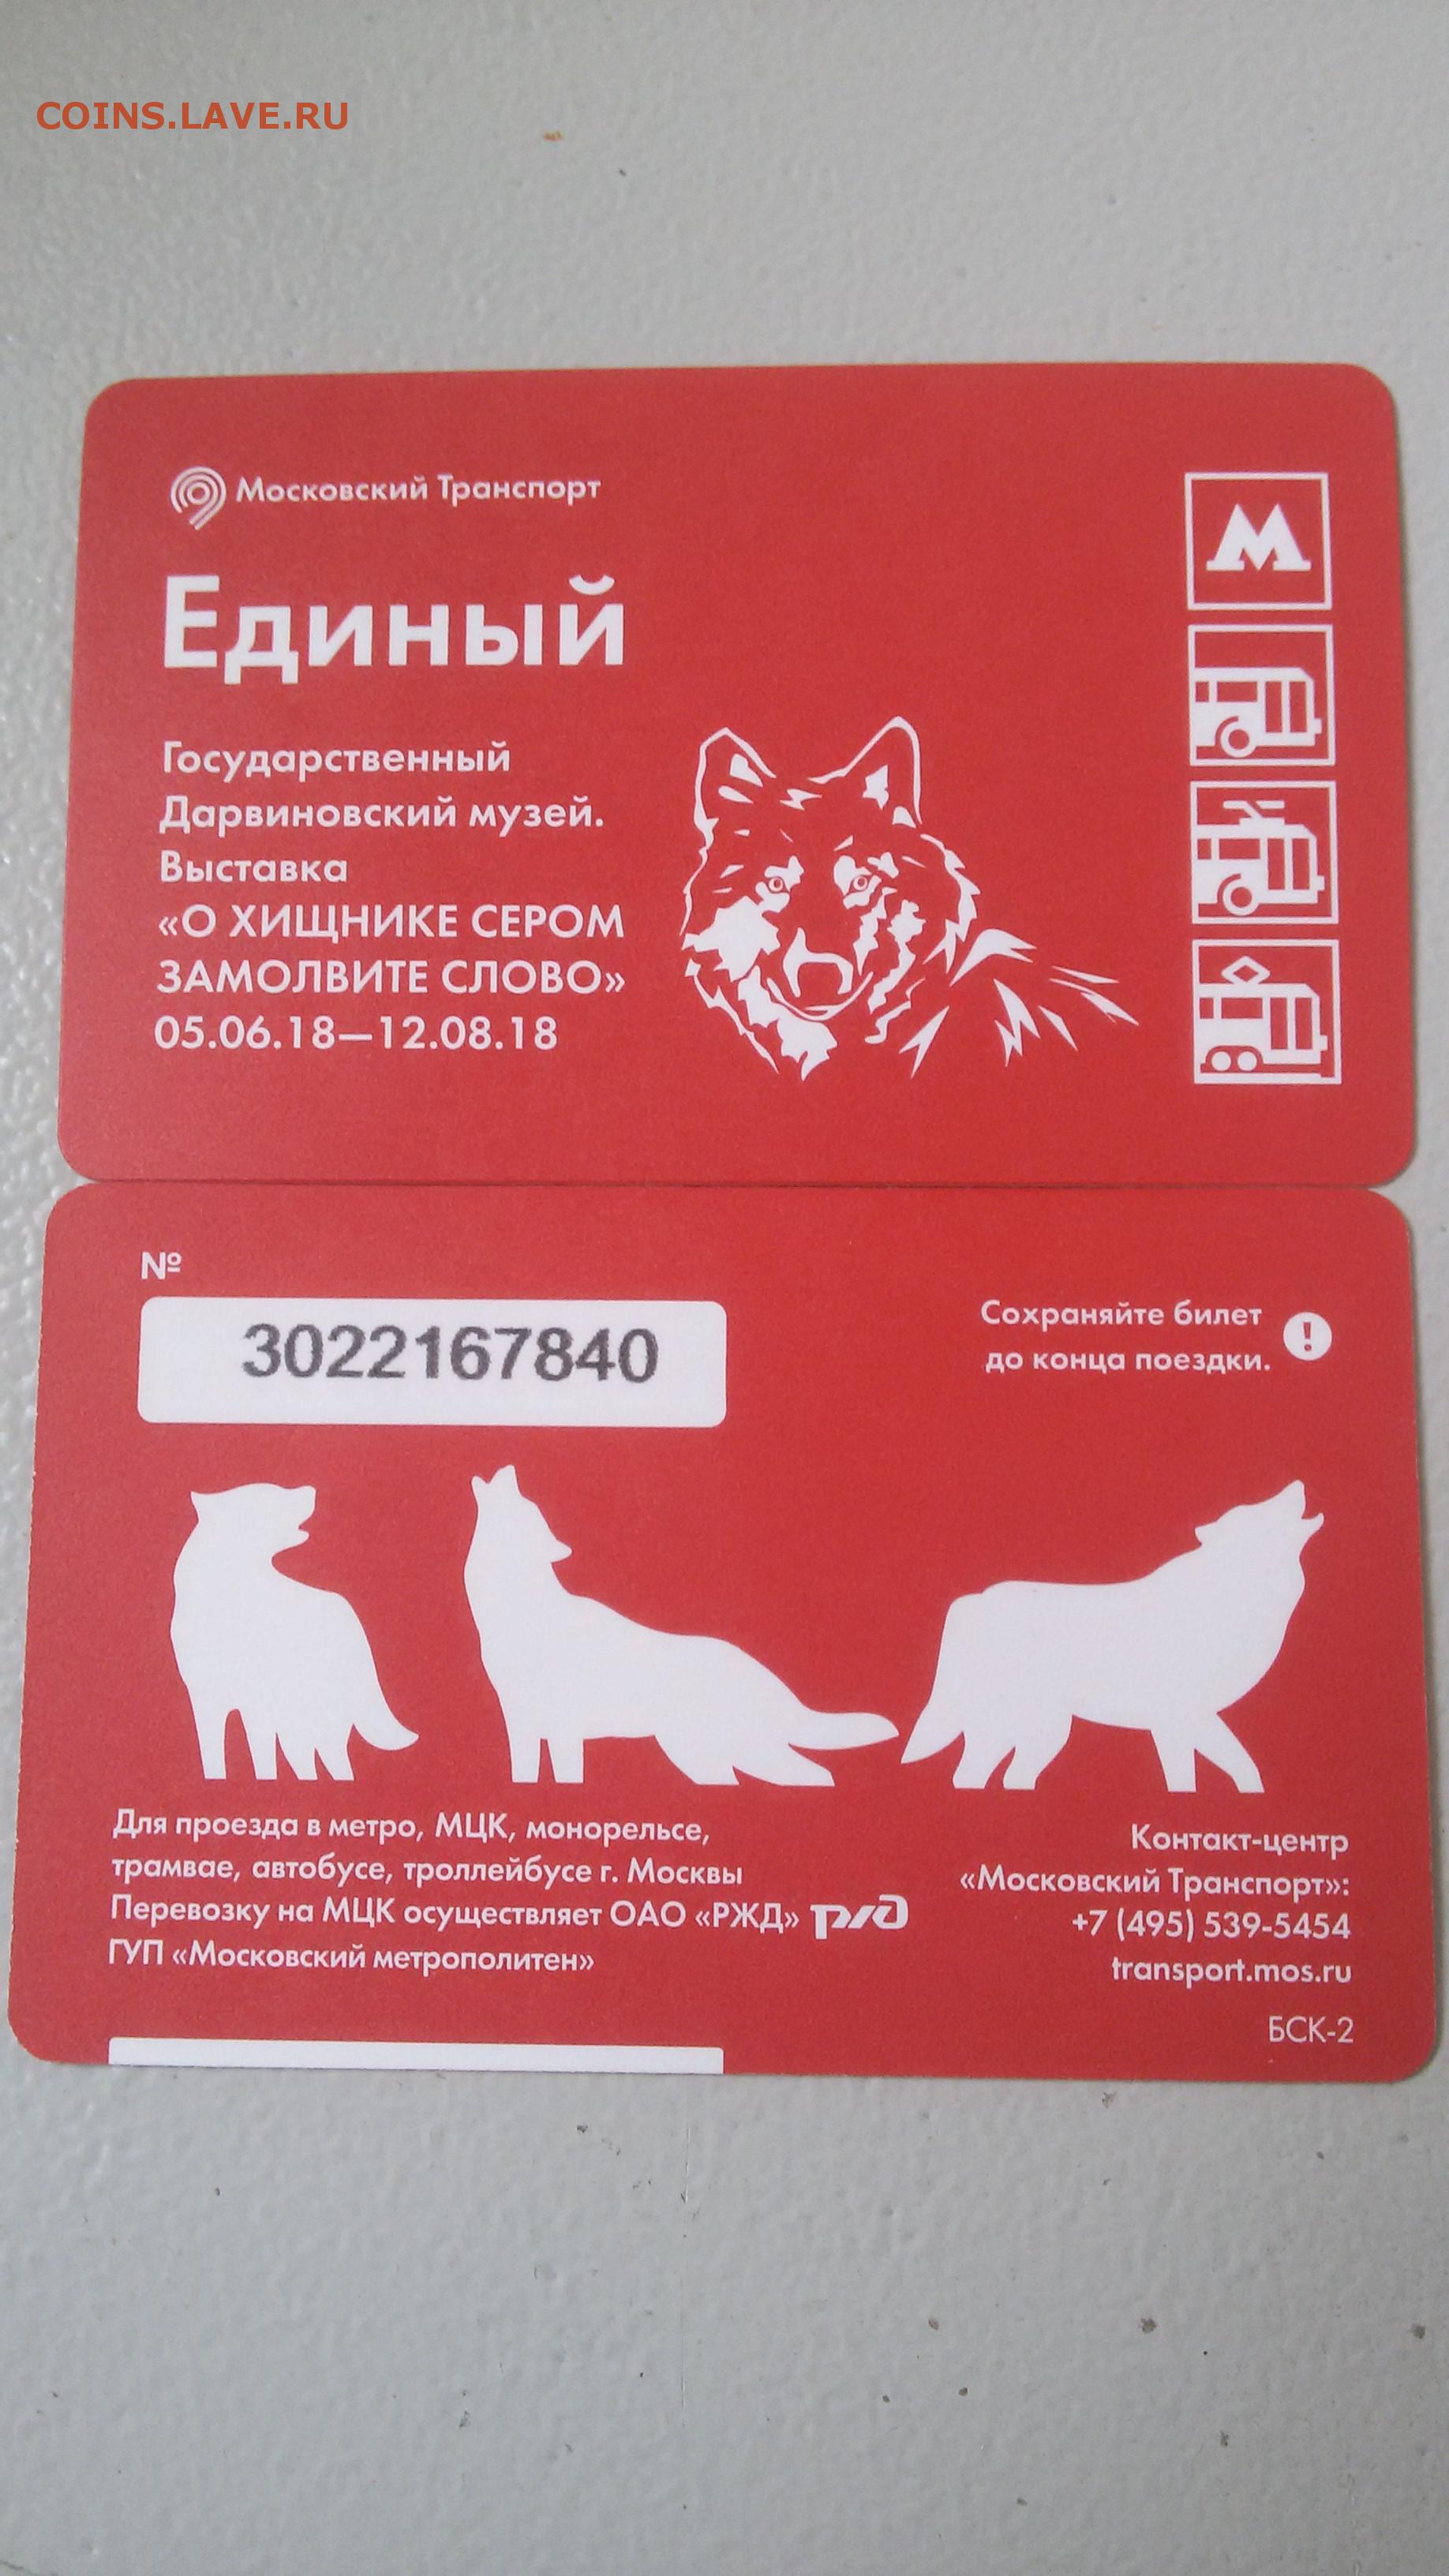 COINS.LAVE.RU
Московский Транспорт
М
Единый
Государственный
Дарвиновский музей.
Выставка
«О ХИЩНИКЕ СЕРОМ
ЗАМОЛВИТЕ СЛОВО»
05.06.18—12.08.18
№
3022167840
Сохраняйте билет
до конца поездки.
!
Для проезда в метро, МЦК, монорельсе,
трамвае, автобусе, троллейбусе г. Москвы
Перевозку на МЦК осуществляет ОАО «РЖД» РЖД
ГУП «Московский метрополитен»
Контакт-центр
«Московский Транспорт»:
+7 (495) 539-5454
transport.mos.ru
БСК-2